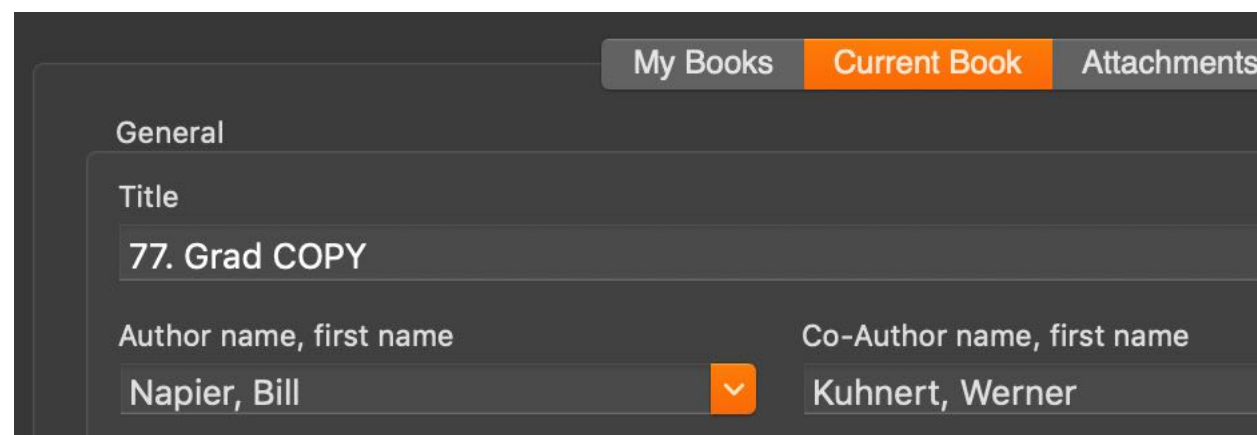 My Books Current Book Attachments
General
Title
77. Grad COPY
Author name, first name Co-Author name, first name
Napier, Bill Kuhnert, Werner